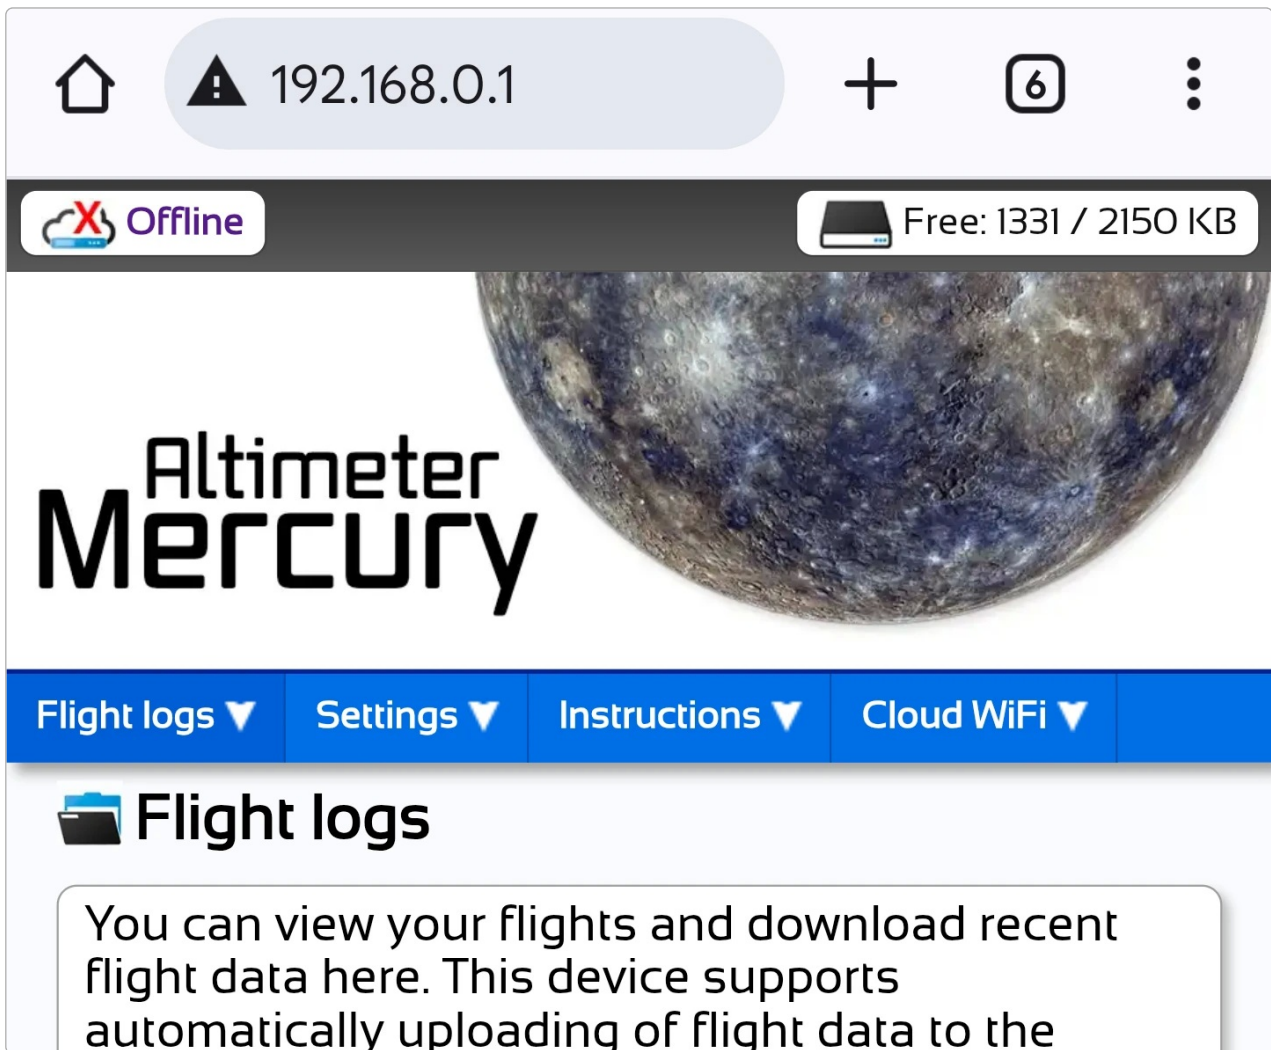 192.168.0.1
6
Offline
Free: 1331 / 2150 KB
Altimeter
Mercury
Flight logs
Settings
Instructions
Cloud WiFi
Flight logs
You can view your flights and download recent
flight data here. This device supports
automatically uploading of flight data to the